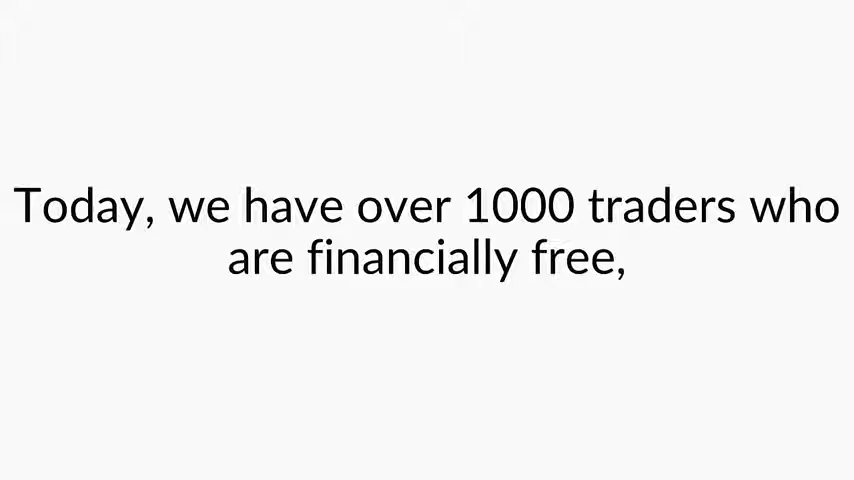 Today, we have over 1000 traders who
are financially free,